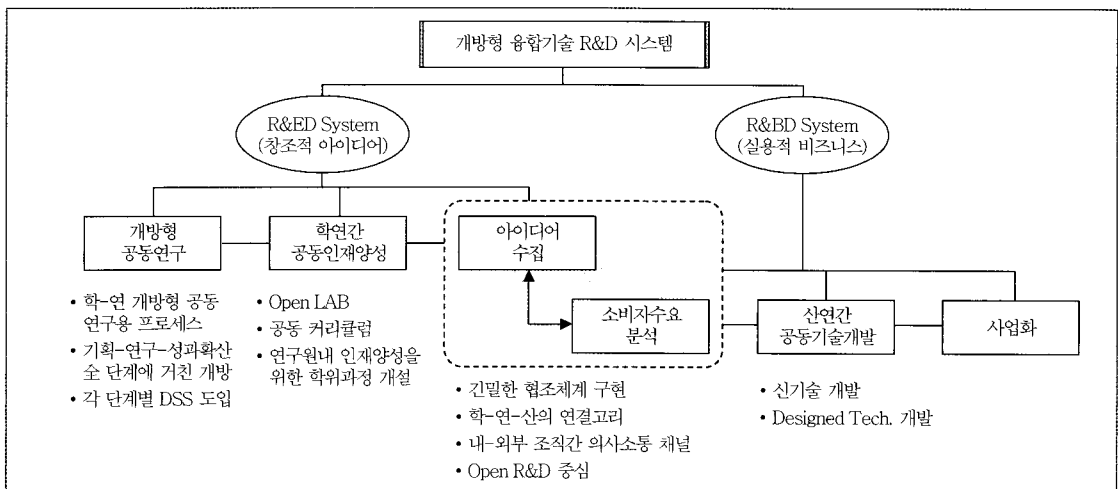 개방형 융합기술 R&D 시스템
R&ED System
(창조적 아이디어)
R&BD System
(실용적 비즈니스)
개방형
공동연구
학연간
공동인재양성
아이디어
수집
소비자수요
분석
산연간
공동기술개발
사업화
• 학-연 개방형 공동
연구용 프로세스
• 기획-연구-성과확산
全 단계에 거친 개방
• 각 단계별 DSS 도입
• Open LAB
• 공동 커리큘럼
• 연구원내 인재양성을
위한 학위과정 개설
• 긴밀한 협조체계 구현
• 학-연-산의 연결고리
• 내-외부 조직간 의사소통 채널
• Open R&D 중심
• 신기술 개발
• Designed Tech. 개발